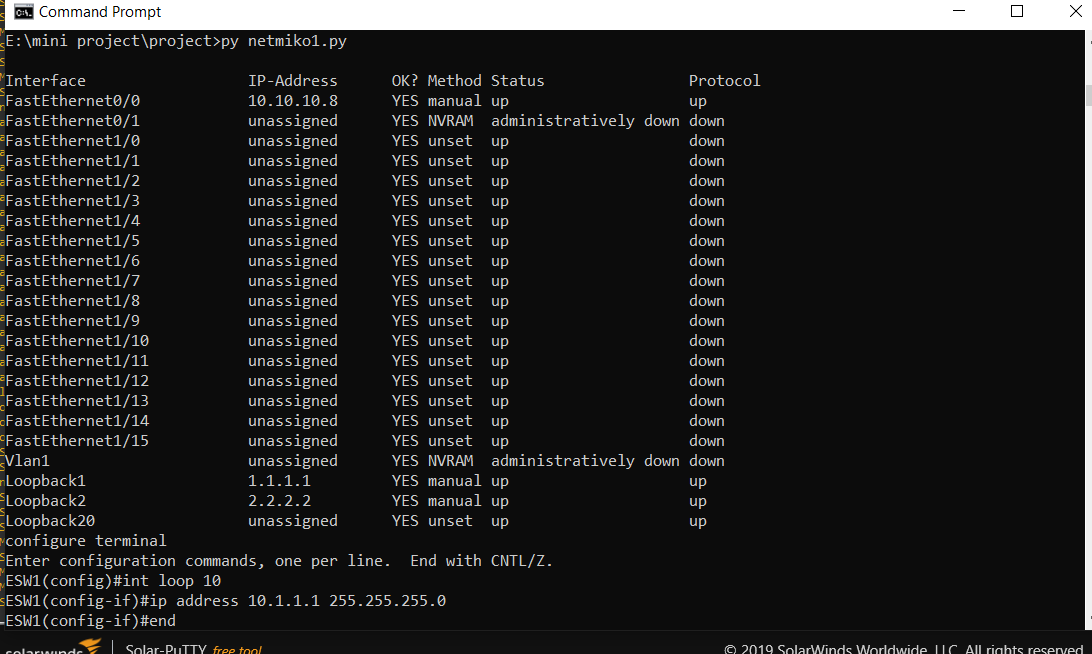 Command Prompt
E:\mini project\project>py netmiko1.py
Interface IP-Address OK? Method Status Protocol
FastEthernet0/0 10.10.10.8 YES manual up up
FastEthernet0/1 unassigned YES NVRAM administratively down down
FastEthernet1/0 unassigned YES unset up down
FastEthernet1/1 unassigned YES unset up down
FastEthernet1/2 unassigned YES unset up down
FastEthernet1/3 unassigned YES unset up down
FastEthernet1/4 unassigned YES unset up down
FastEthernet1/5 unassigned YES unset up down
FastEthernet1/6 unassigned YES unset up down
FastEthernet1/7 unassigned YES unset up down
FastEthernet1/8 unassigned YES unset up down
FastEthernet1/9 unassigned YES unset up down
FastEthernet1/10 unassigned YES unset up down
FastEthernet1/11 unassigned YES unset up down
FastEthernet1/12 unassigned YES unset up down
FastEthernet1/13 unassigned YES unset up down
FastEthernet1/14 unassigned YES unset up down
FastEthernet1/15 unassigned YES unset up down
Vlan1 unassigned YES NVRAM administratively down down
Loopback1 1.1.1.1 YES manual up up
Loopback2 2.2.2.2 YES manual up up
Loopback20 unassigned YES unset up up
configure terminal
Enter configuration commands, one per line. End with CNTL/Z.
ESW1(config)#int loop 10
ESW1(config-if)#ip address 10.1.1.1 255.255.255.0
ESW1(config-if)#end
solarwinds | Solar-PuTTY free tool © 2019 SolarWinds Worldwide, LLC. All rights reserved.